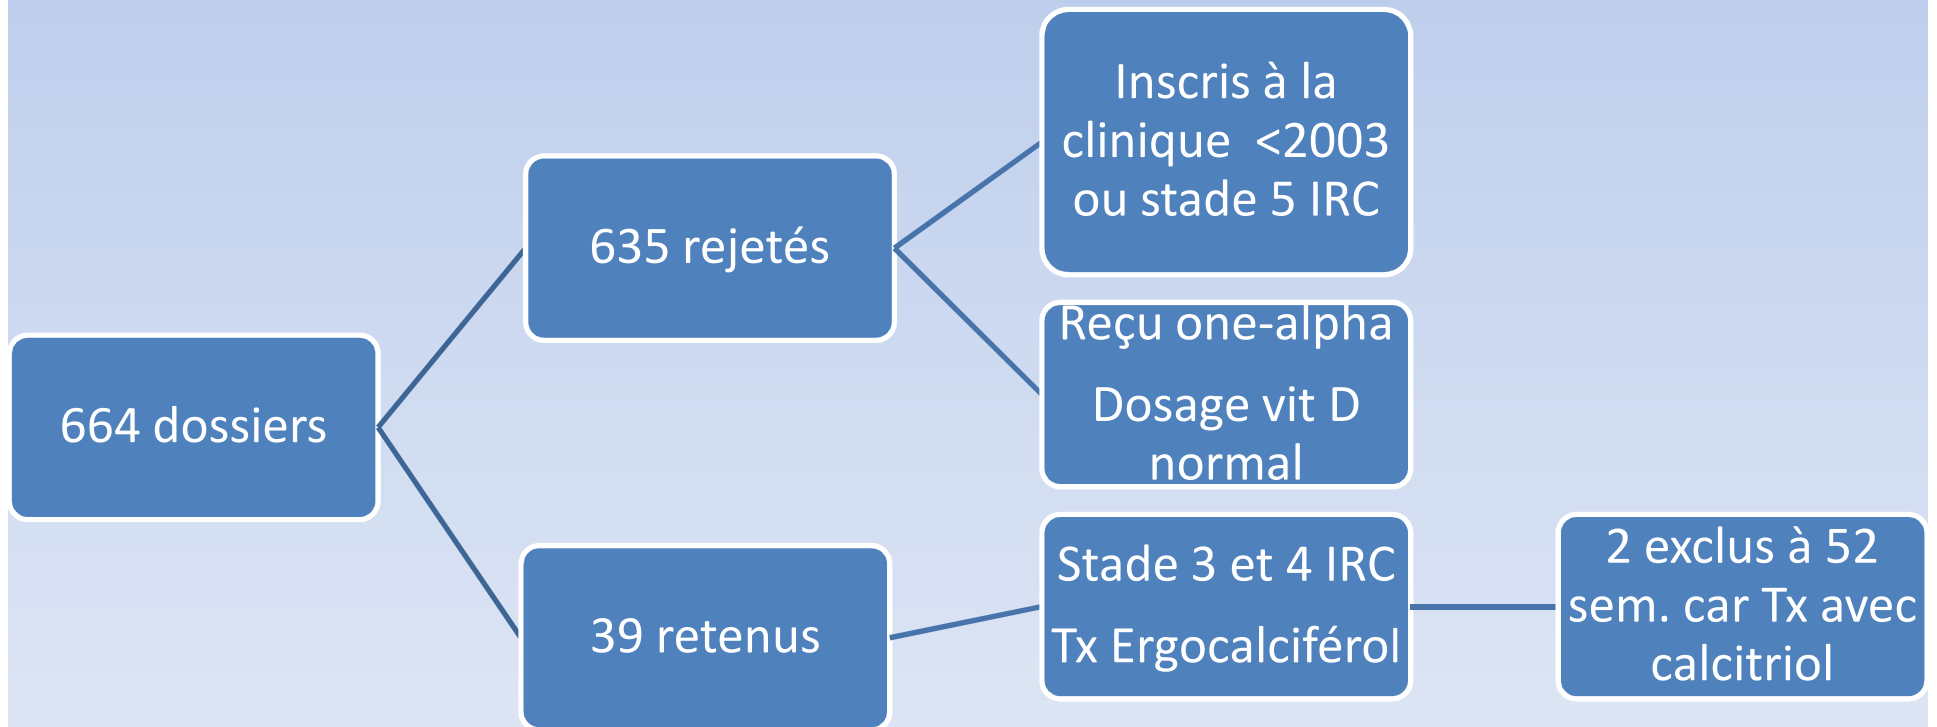 664 dossiers
635 rejetés
Inscris à la
clinique  <2003
ou stade 5 IRC
Reçu one-alpha
Dosage vit D
normal
39 retenus
Stade 3 et 4 IRC
Tx Ergocalciférol
2 exclus à 52
sem. car Tx avec
calcitriol